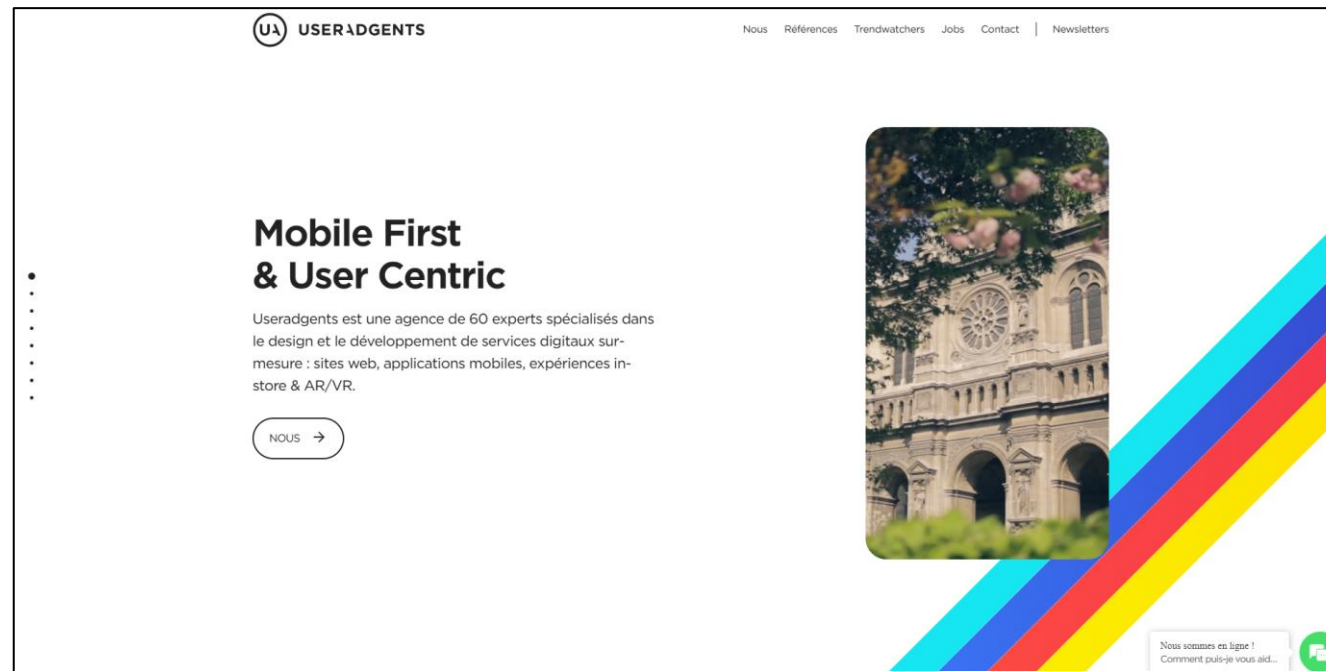 UA USERADGENTS
Nous Références Trendwatchers Jobs Contact | Newsletters
Mobile First
& User Centric
Useradgents est une agence de 60 experts spécialisés dans
le design et le développement de services digitaux sur-
mesure : sites web, applications mobiles, expériences in-
store & AR/VR.
NOUS →
Nous sommes en ligne !
Comment puis-je vous aid...